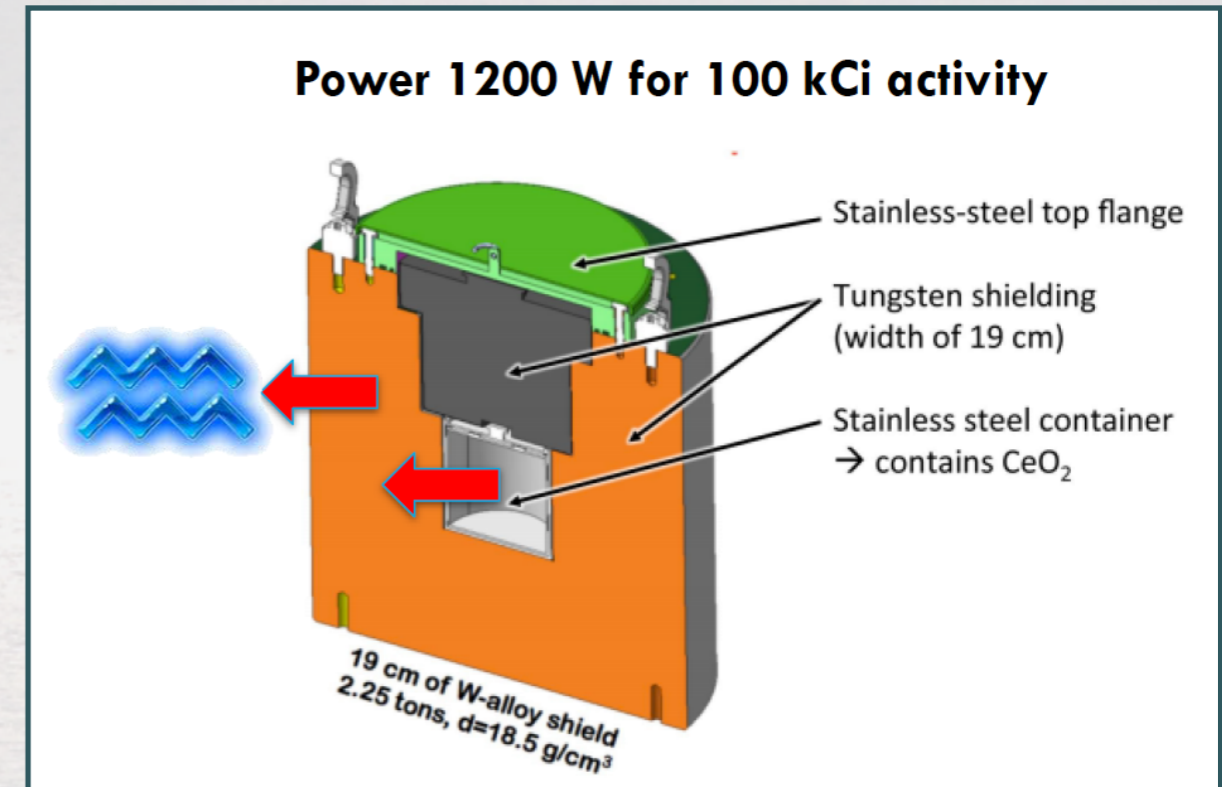 Power 1200 W for 100 kCi activity
Stainless-steel top flange
Tungsten shielding
(width of 19 cm)
Stainless steel container
→ contains CeO₂
19 cm of W-alloy shield
2.25 tons, d=18.5 g/cm³